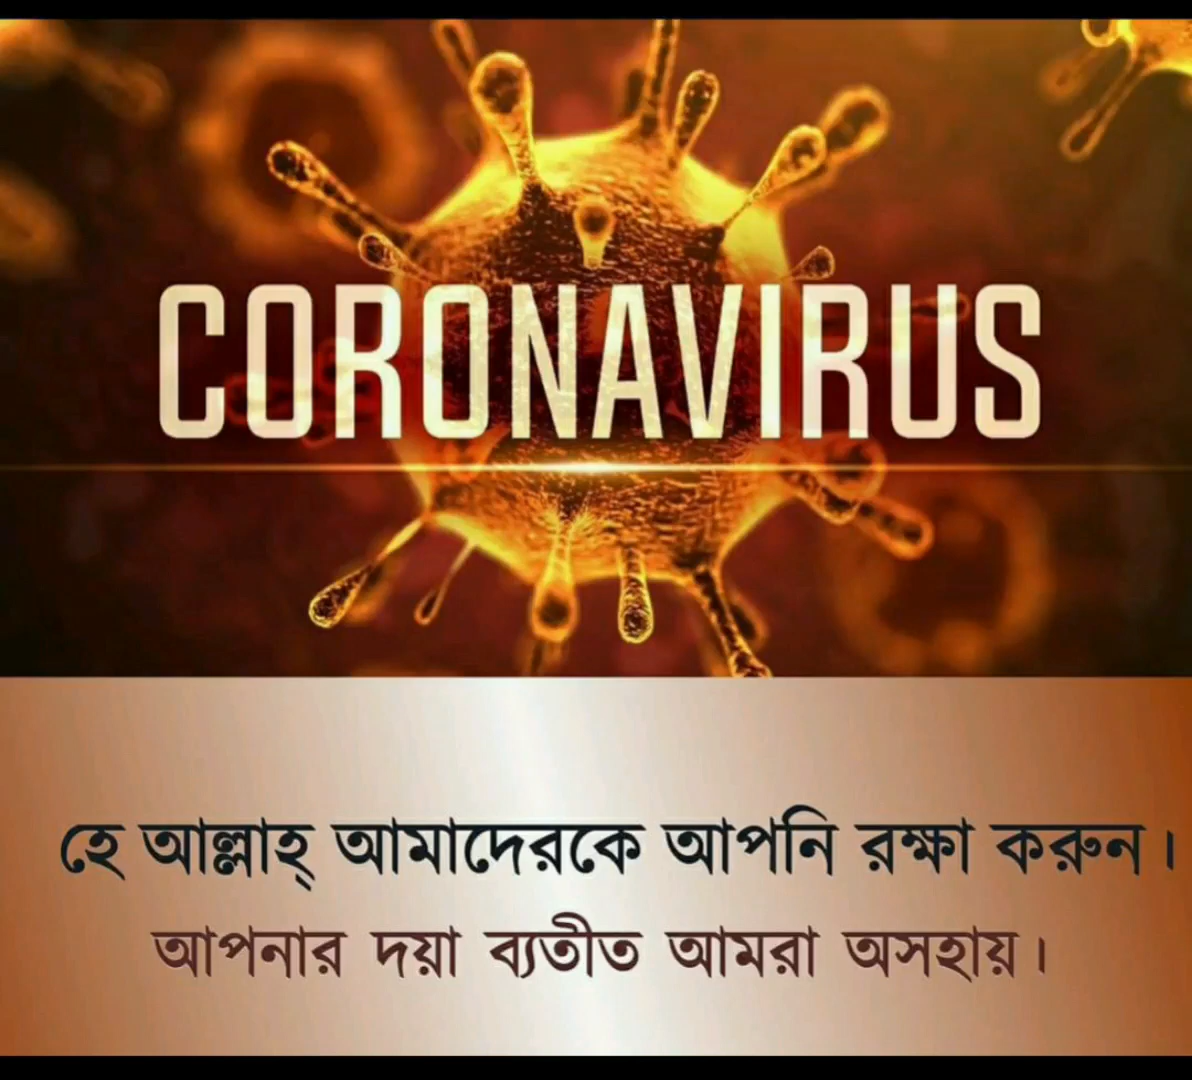 CORONAVIRUS
হে আল্লাহ্ আমাদেরকে আপনি রক্ষা করুন।
আপনার দয়া ব্যতীত আমরা অসহায়।